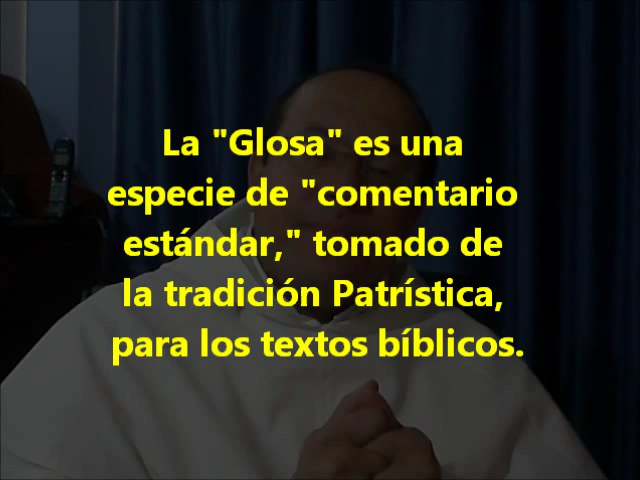 La "Glosa" es una
especie de "comentario
estándar," tomado de
la tradición Patrística,
para los textos bíblicos.